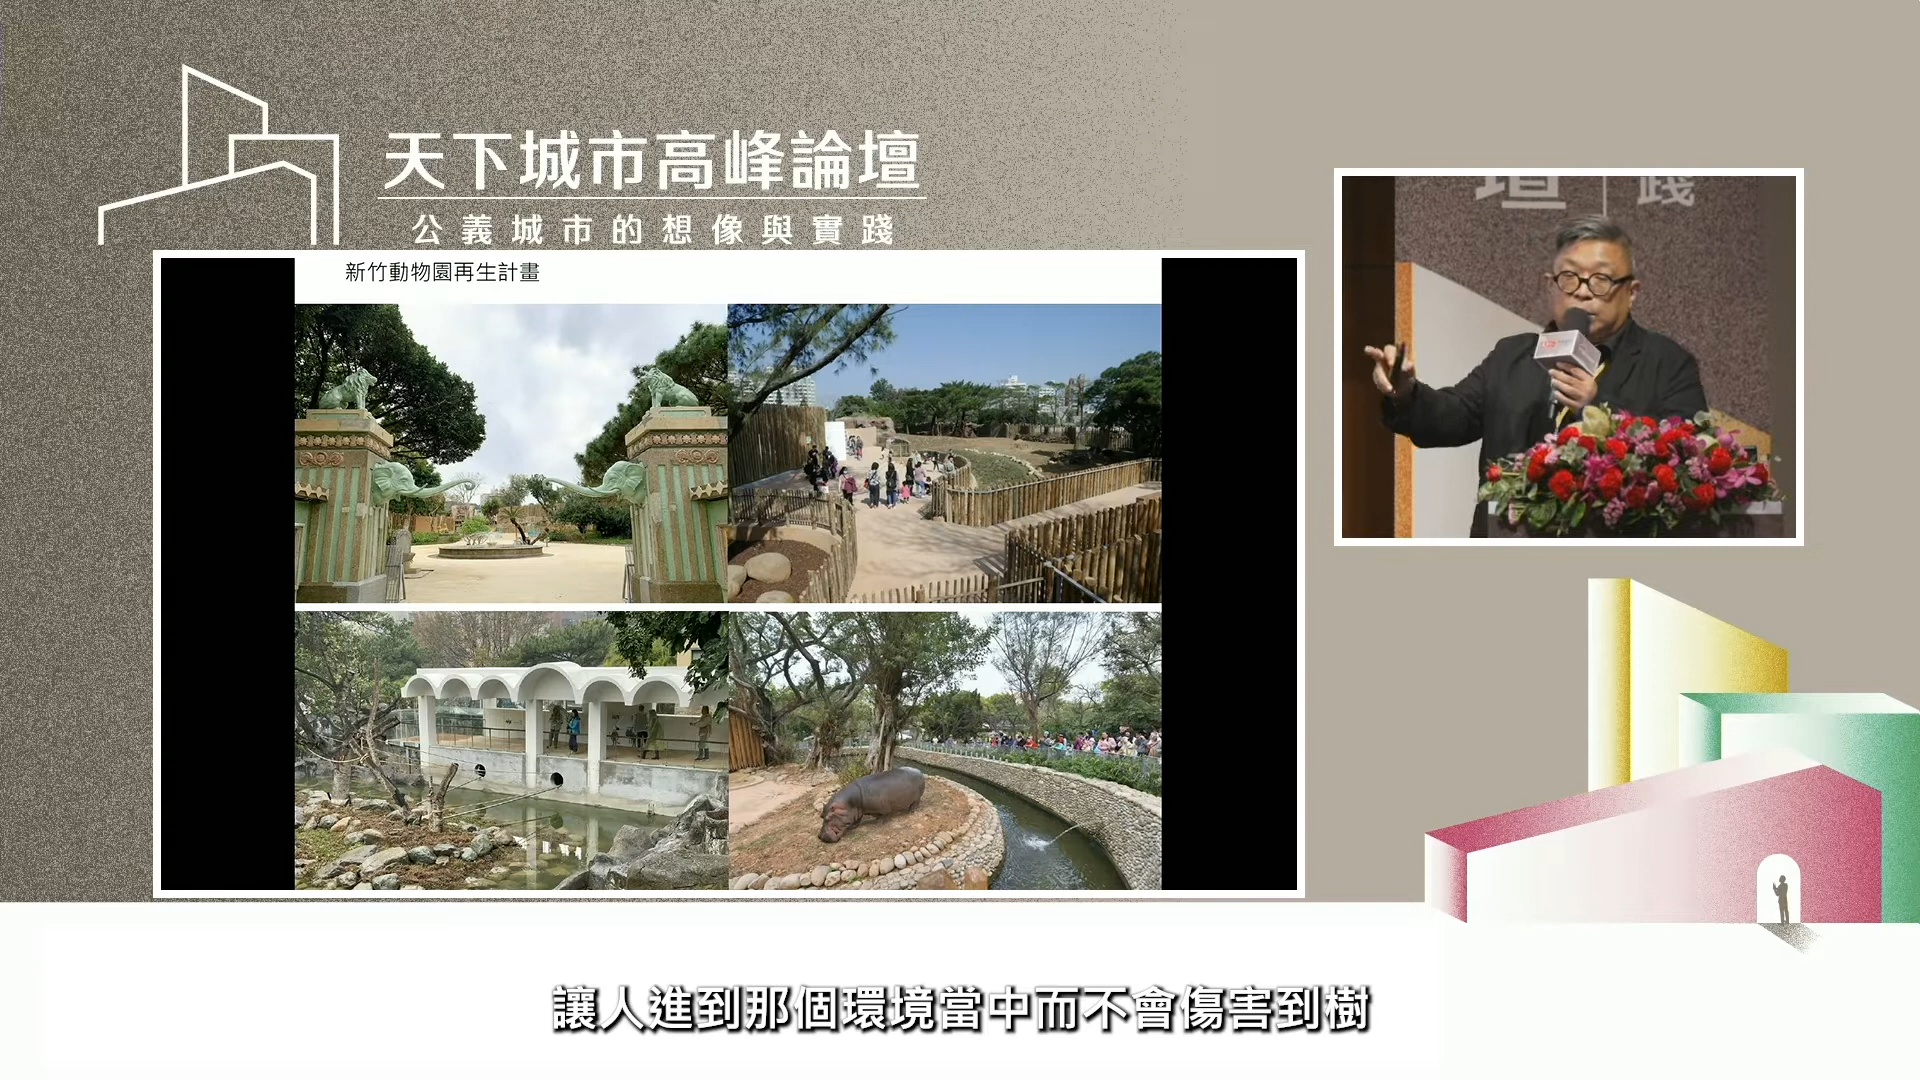 天下城市高峰論壇
公義城市的想像與實踐
新竹動物園再生計畫
壇 踐
讓人進到那個環境當中而不會傷害到樹